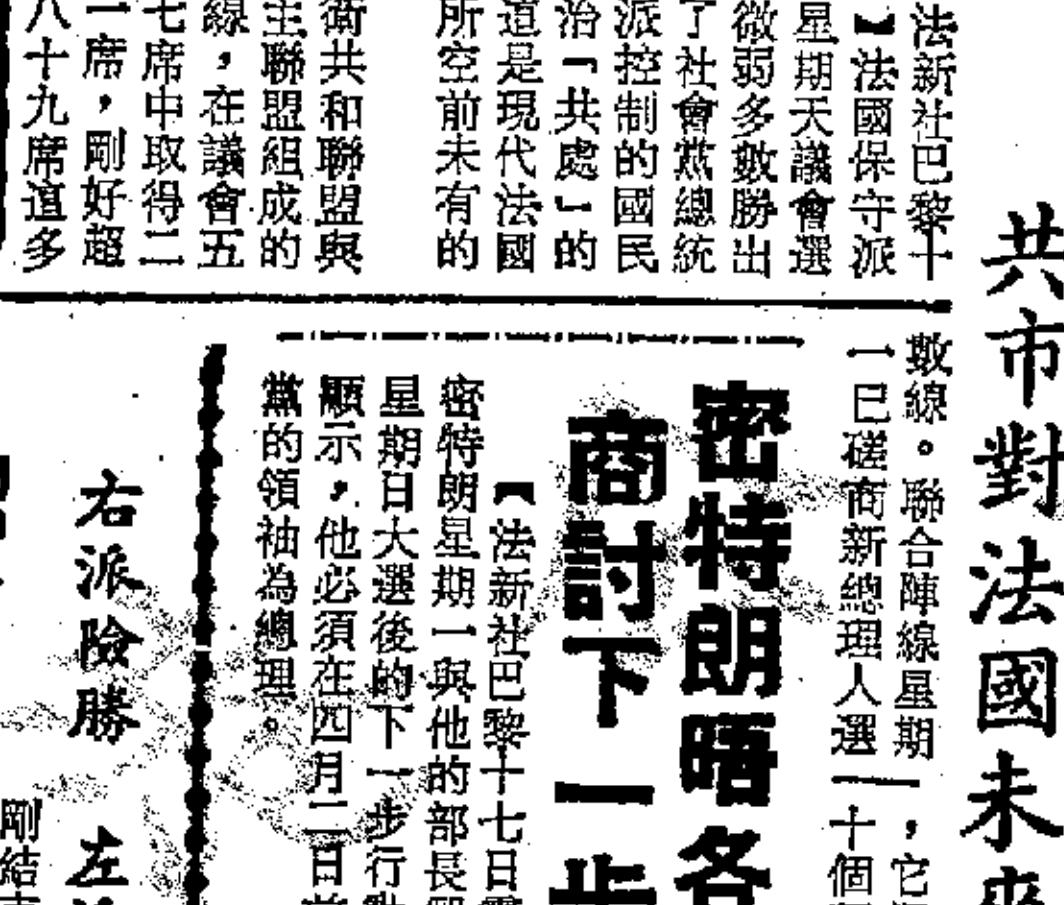 共市對法國未來
法新社巴黎十
】法國保守派
星期天議會選
微弱多數勝出
了社會黨總統
派控制的國民
治「共處」的
道是現代法國
所空前未有的
衛共和聯盟與
主聯盟組成的
線，在議會五
七席中取得二
一席，剛好超
八十九席這多
數線。聯合陣線星期一，它
一已磋商新總理人選一十個
密特朗晤各
商討下一步
【法新社巴黎十七日電
密特朗星期一與他的部長
星期日大選後的下一步行動
顯示，他必須在四月二日
黨的領袖為總理。
右派險勝 左
剛結